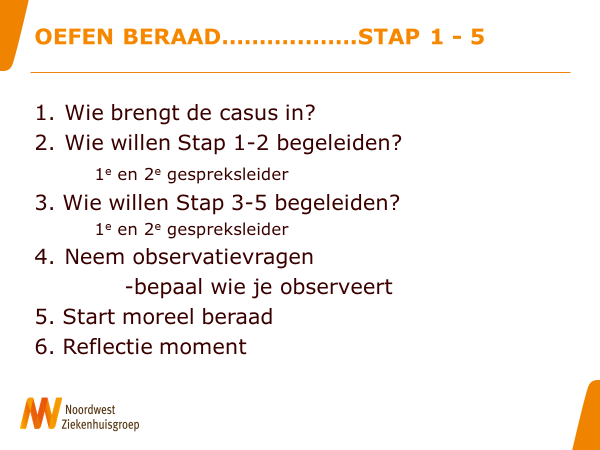 OEFEN BERAAD..................STAP 1 - 5
1. Wie brengt de casus in?
2. Wie willen Stap 1-2 begeleiden?
1e en 2e gespreksleider
3. Wie willen Stap 3-5 begeleiden?
1e en 2e gespreksleider
4. Neem observatievragen
-bepaal wie je observeert
5. Start moreel beraad
6. Reflectie moment
Noordwest
Ziekenhuisgroep